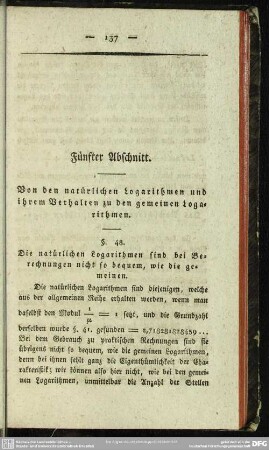 — 137 —
Fünfter Abschnitt.
Von den natürlichen Logarithmen und
ihrem Verhalten zu den gemeinen Loga-
rithmen.
§. 48.
Die natürlichen Logarithmen sind bei Be-
rechnungen nicht so bequem, wie die ge-
meinen.
Die natürlichen Logarithmen sind diejenigen, welche
aus der allgemeinen Reihe erhalten werden, wenn man
daselbst den Modul 1/μ = 1 setzt, und die Grundzahl
derselben wurde §. 41. gefunden = 2,7182818284590...
Bei dem Gebrauch zu praktischen Rechnungen sind sie
übrigens nicht so bequem, wie die gemeinen Logarithmen,
denn bei ihnen fällt die Eigenthümlichkeit der Cha-
rakteristik; wir können also hier nicht, wie bei den gemei-
nen Logarithmen, unmittelbar die Anzahl der Stellen
DFG